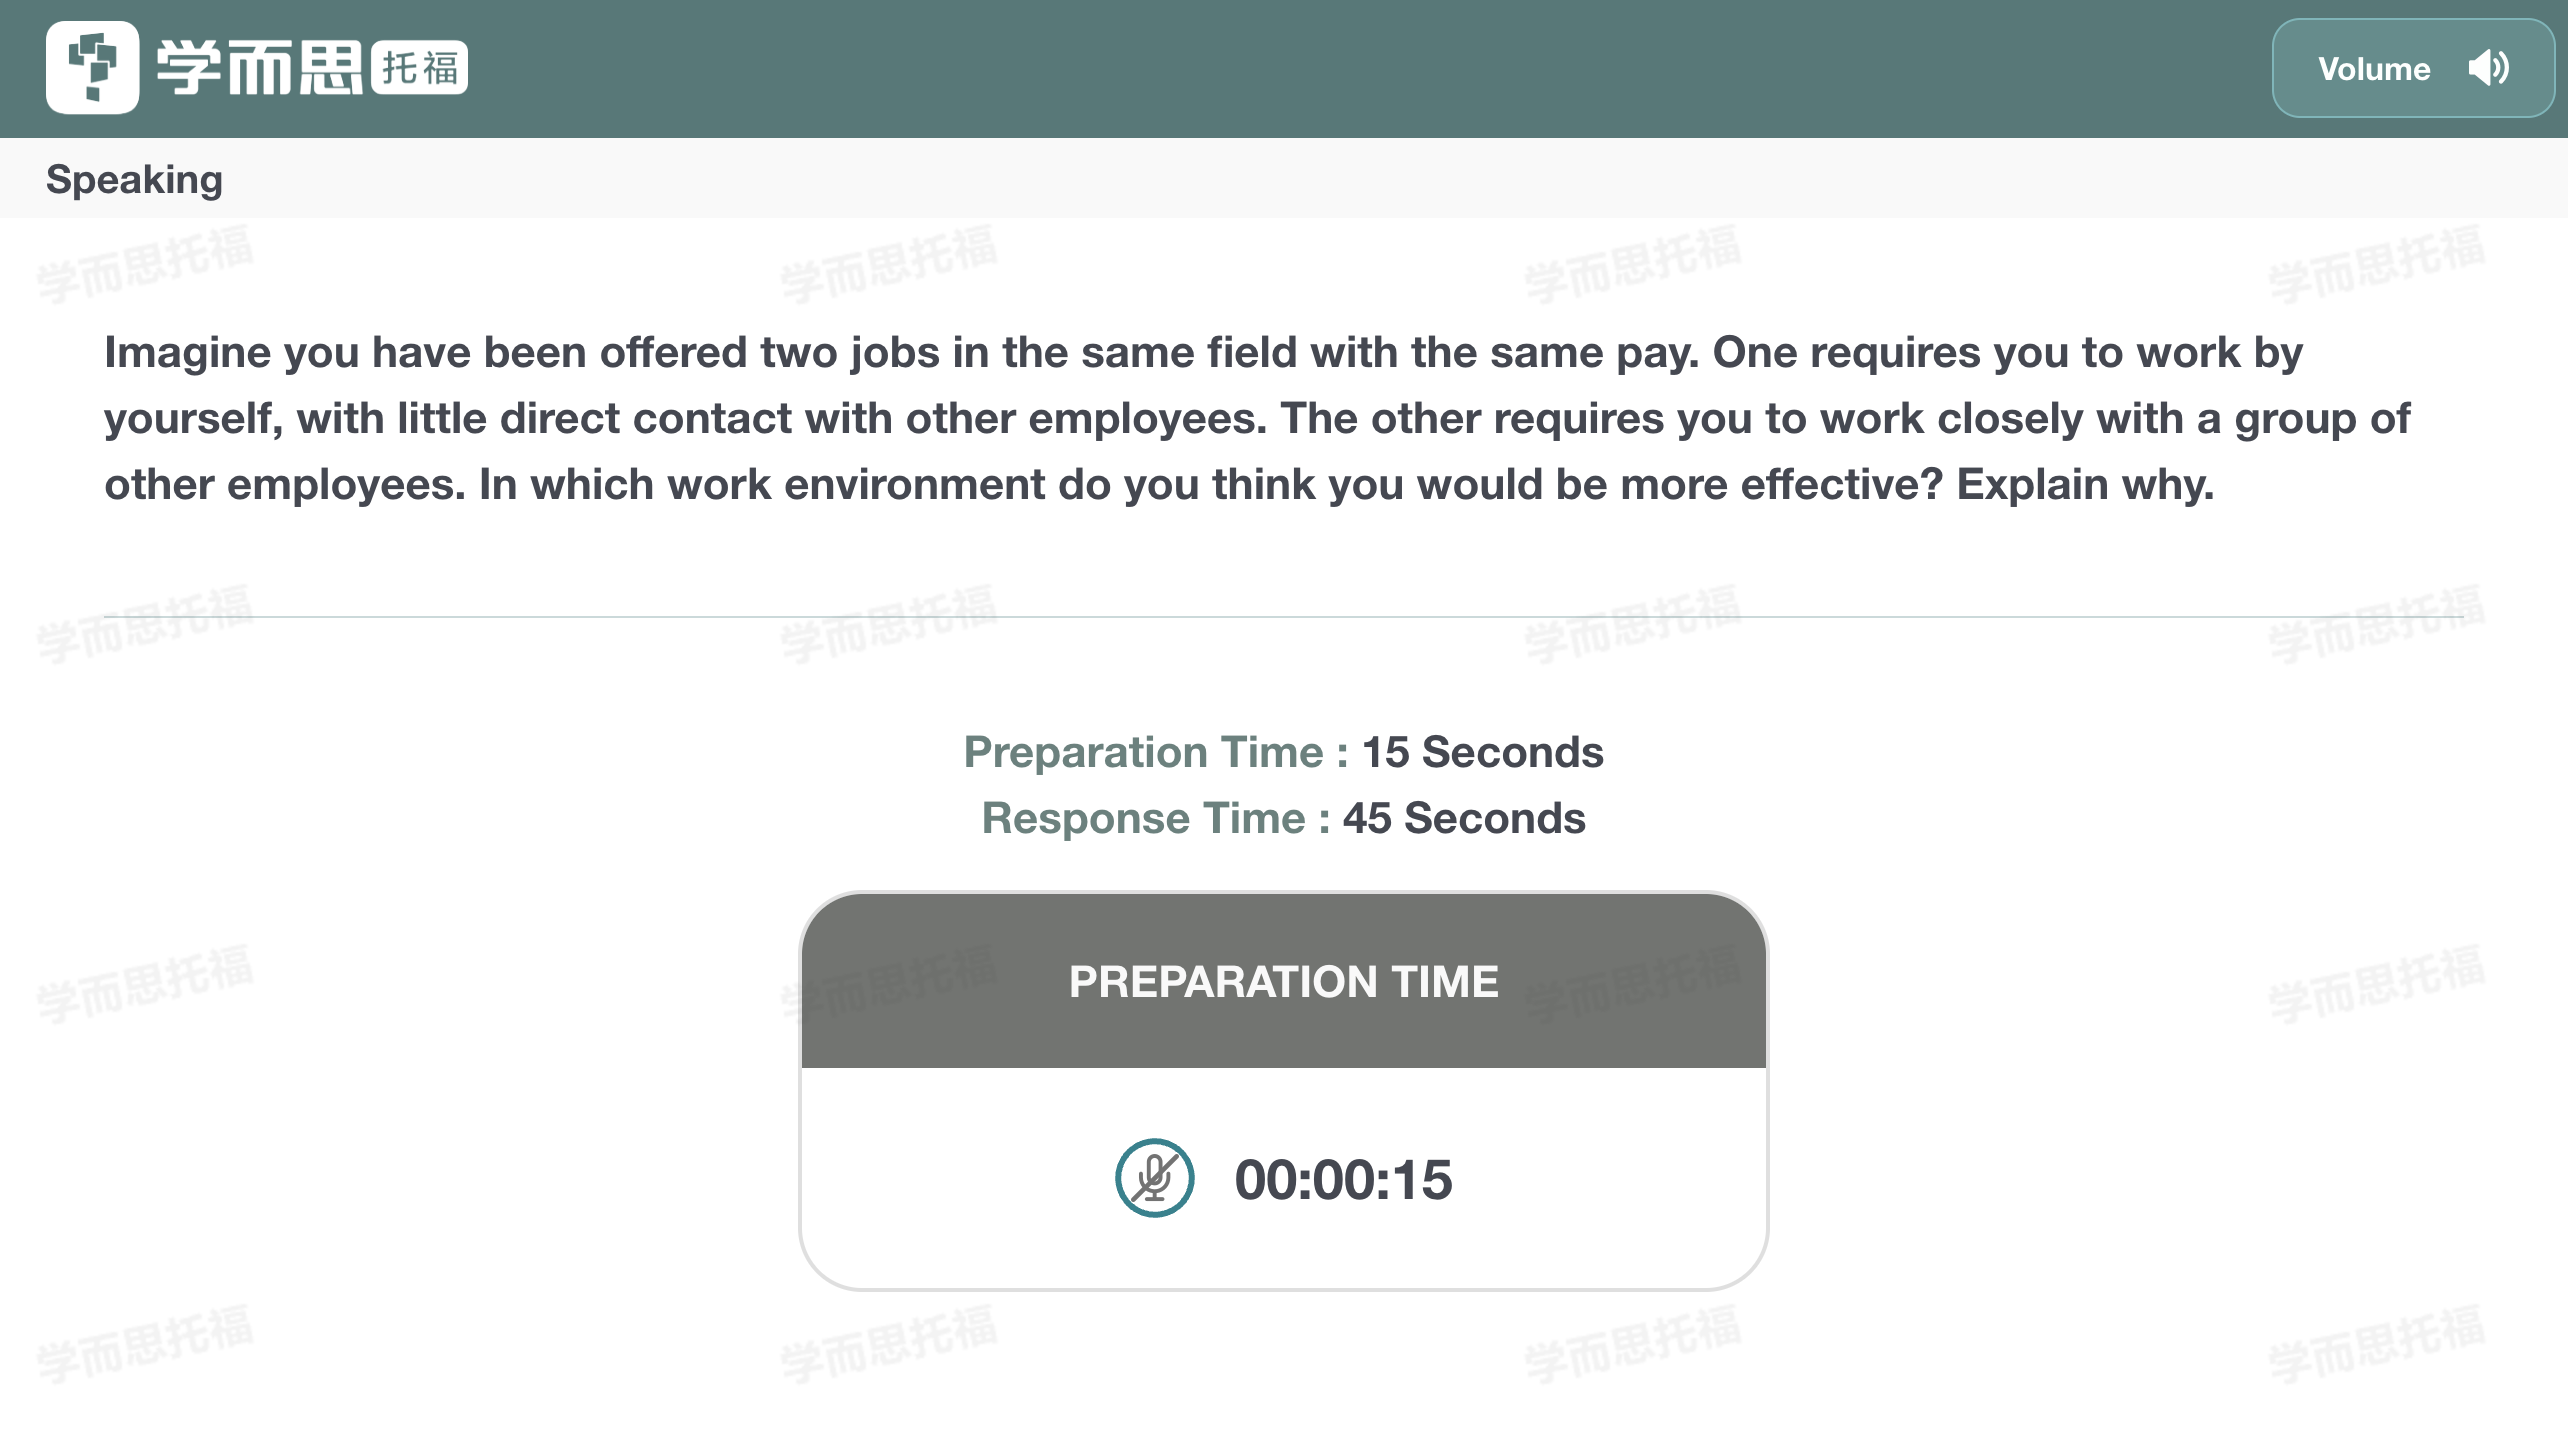 学而思 托福
Volume
Speaking
Imagine you have been offered two jobs in the same field with the same pay. One requires you to work by
yourself, with little direct contact with other employees. The other requires you to work closely with a group of
other employees. In which work environment do you think you would be more effective? Explain why.
Preparation Time : 15 Seconds
Response Time : 45 Seconds
PREPARATION TIME
00:00:15
学而思托福 学而思托福 学而思托福 学而思托福
学而思托福 学而思托福 学而思托福 学而思托福
学而思托福 学而思托福 学而思托福 学而思托福
学而思托福 学而思托福 学而思托福 学而思托福